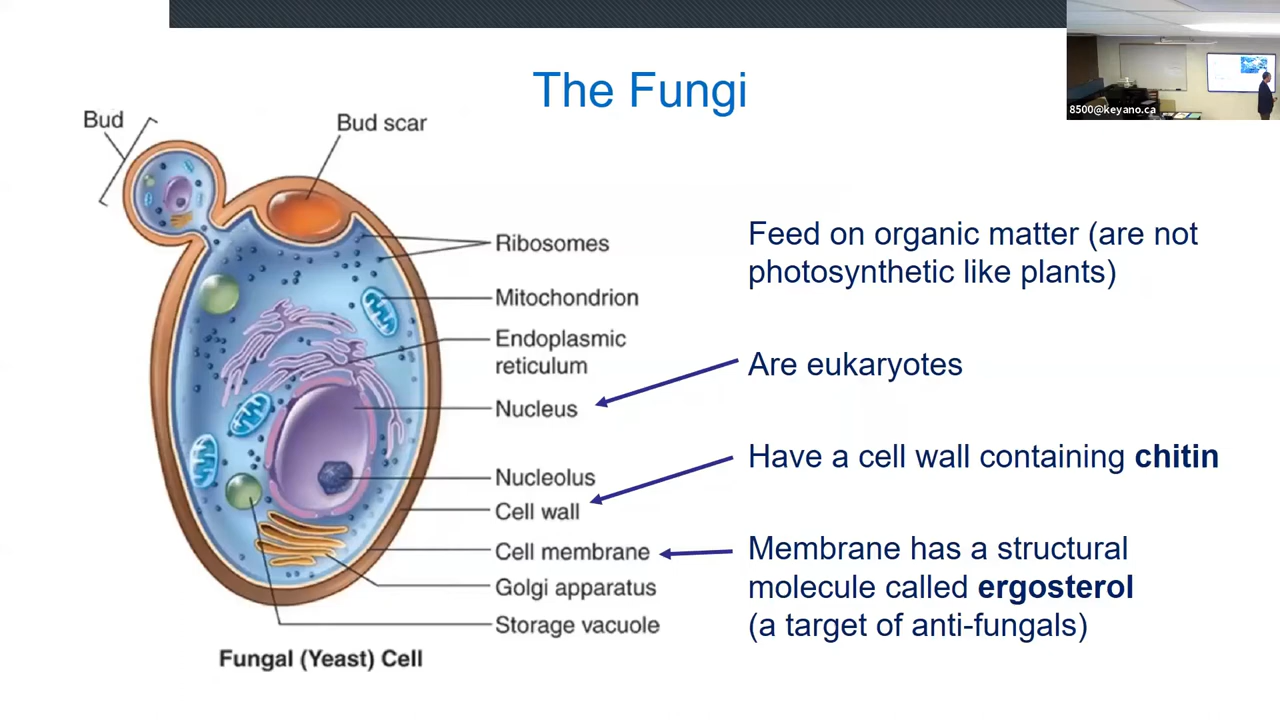 The Fungi
8500@keyano.ca
Bud
Bud scar
Ribosomes
Mitochondrion
Endoplasmic
reticulum
Nucleus
Nucleolus
Cell wall
Cell membrane
Golgi apparatus
Storage vacuole
Fungal (Yeast) Cell
Feed on organic matter (are not
photosynthetic like plants)
Are eukaryotes
Have a cell wall containing chitin
Membrane has a structural
molecule called ergosterol
(a target of anti-fungals)